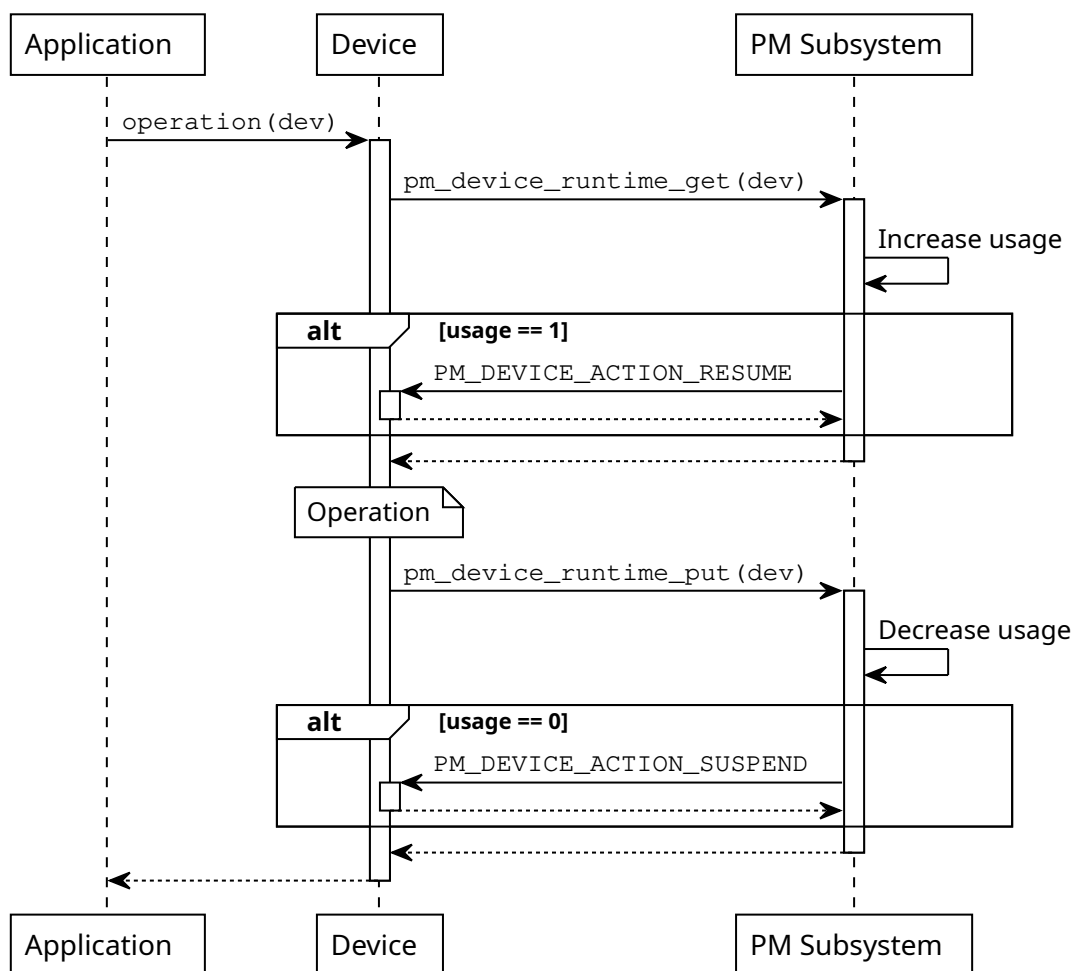 Application
Device
PM Subsystem
operation(dev)
pm_device_runtime_get(dev)
Increase usage
alt
[usage == 1]
PM_DEVICE_ACTION_RESUME
Operation
pm_device_runtime_put(dev)
Decrease usage
alt
[usage == 0]
PM_DEVICE_ACTION_SUSPEND
Application
Device
PM Subsystem